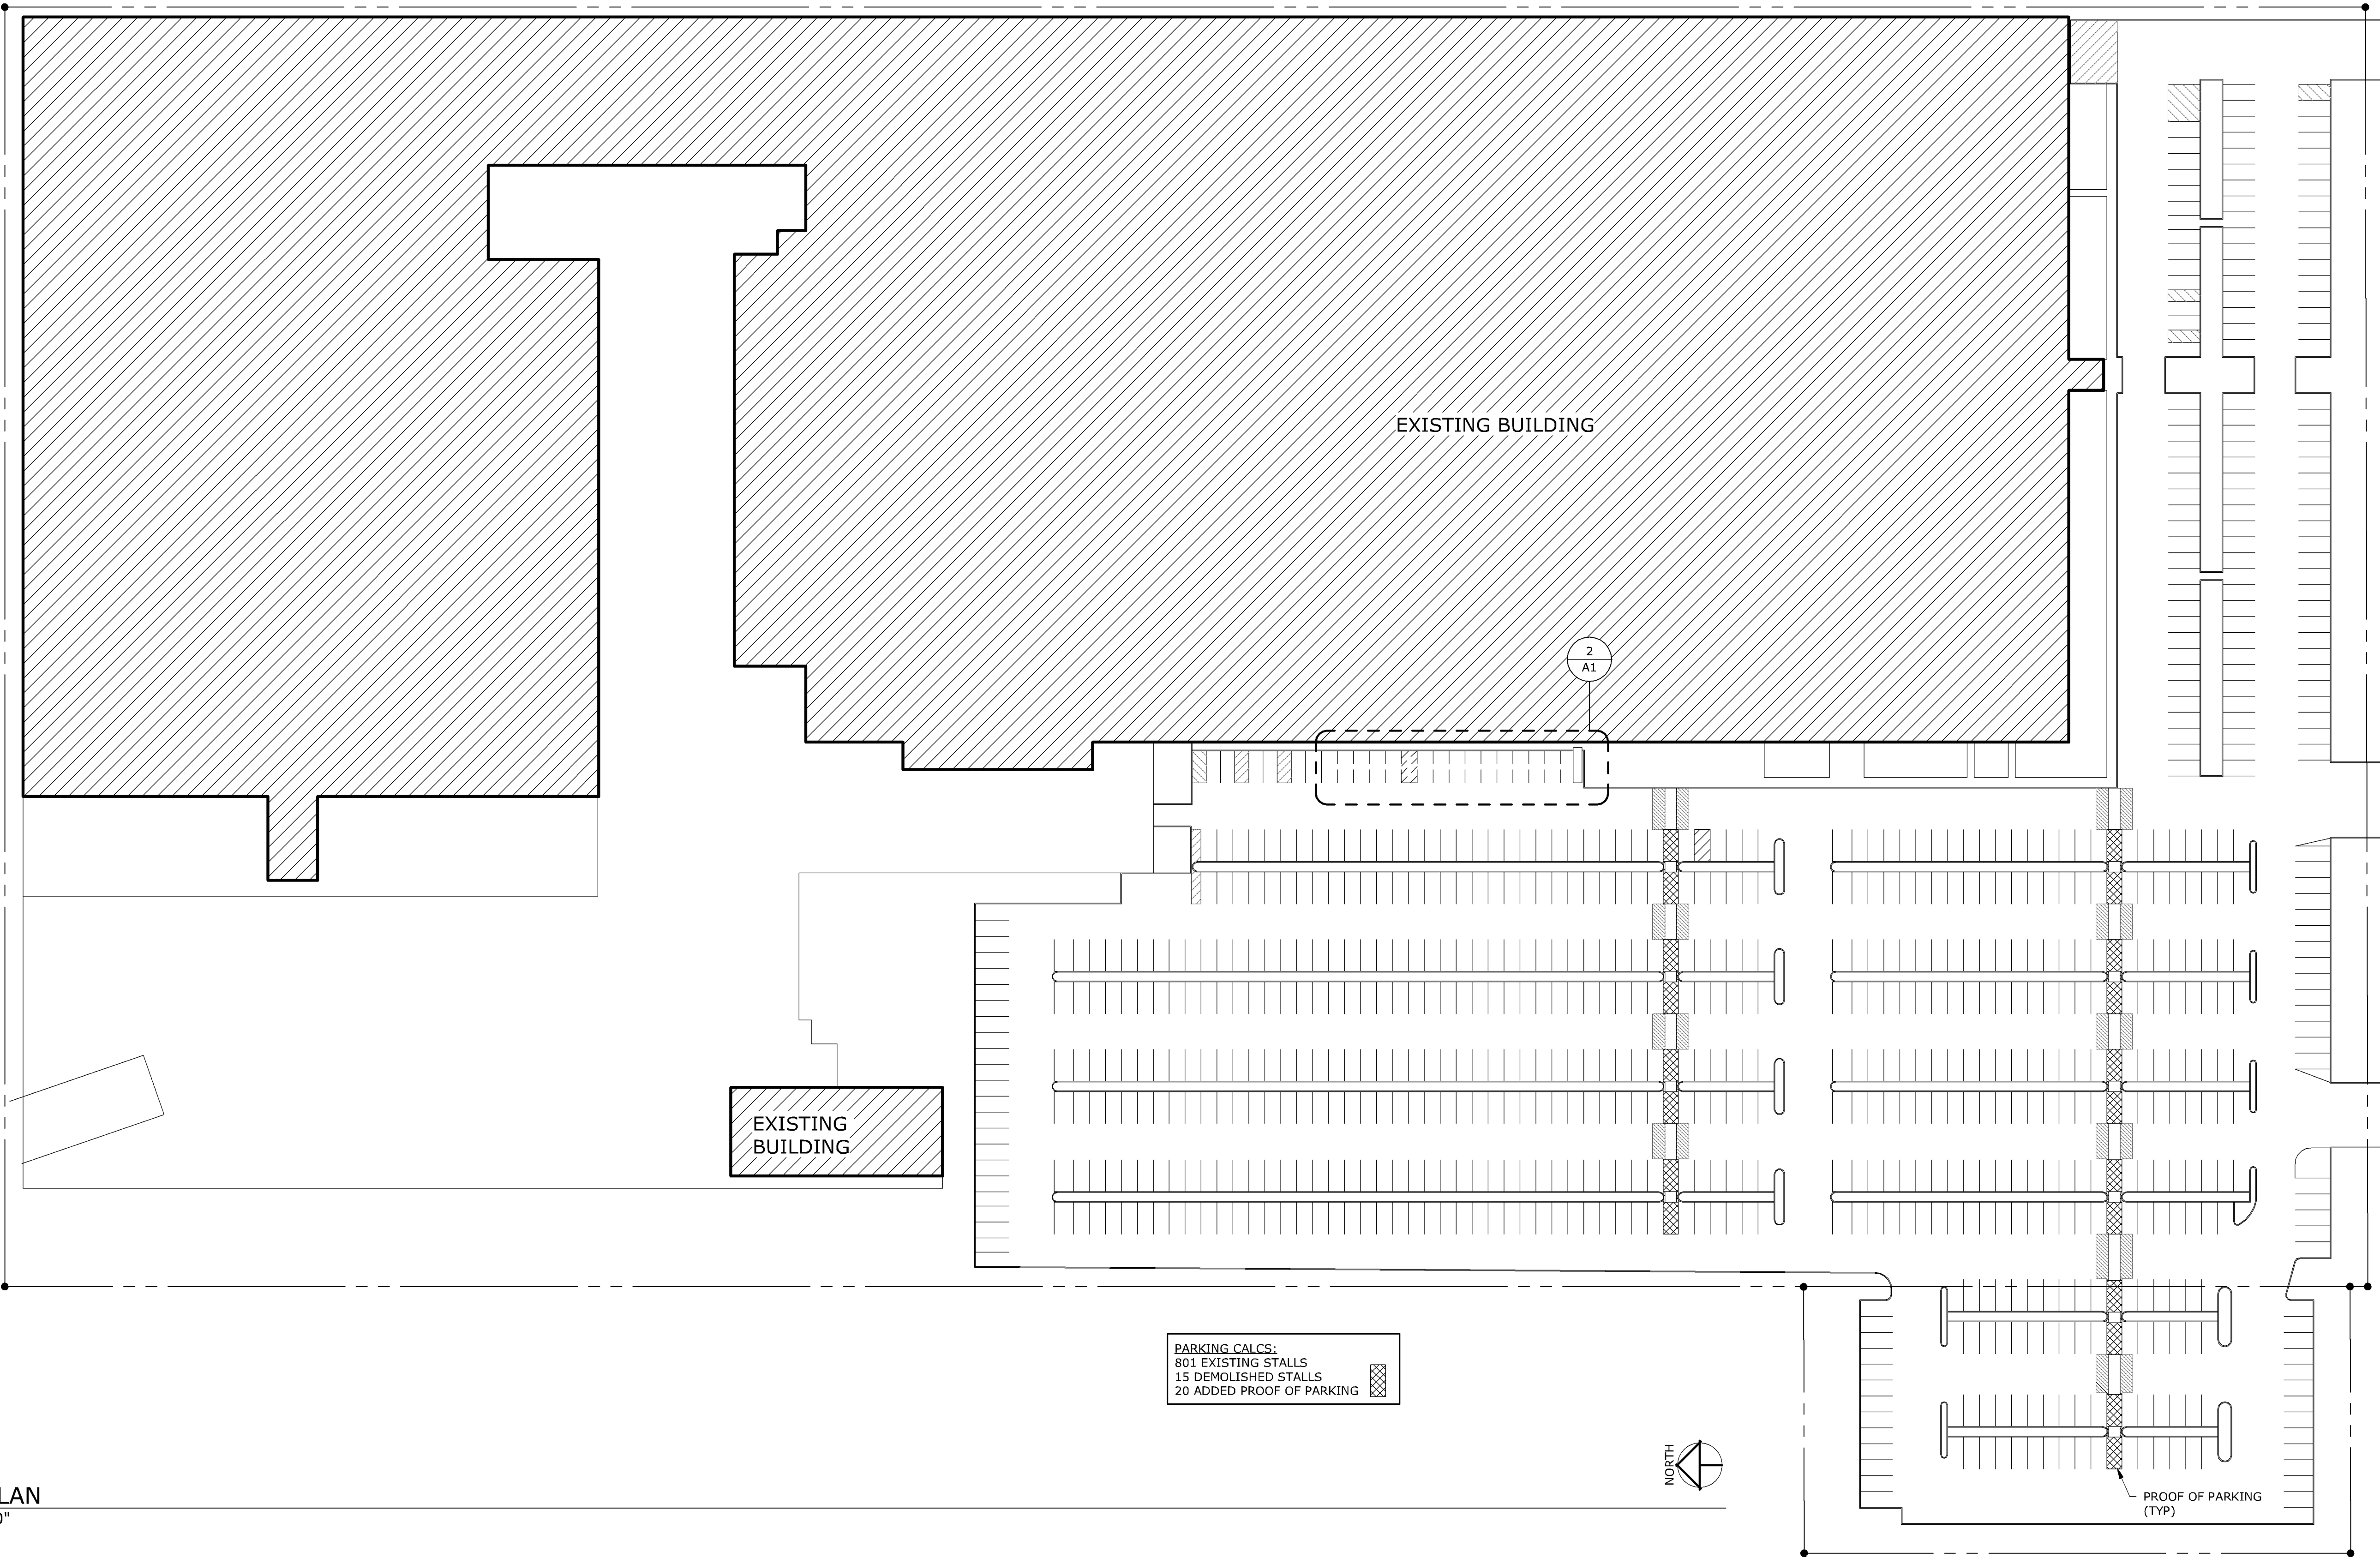 EXISTING BUILDING
2
A1
EXISTING
BUILDING
PARKING CALCS:
801 EXISTING STALLS
15 DEMOLISHED STALLS
20 ADDED PROOF OF PARKING
NORTH
PROOF OF PARKING
(TYP)
LAN
0"